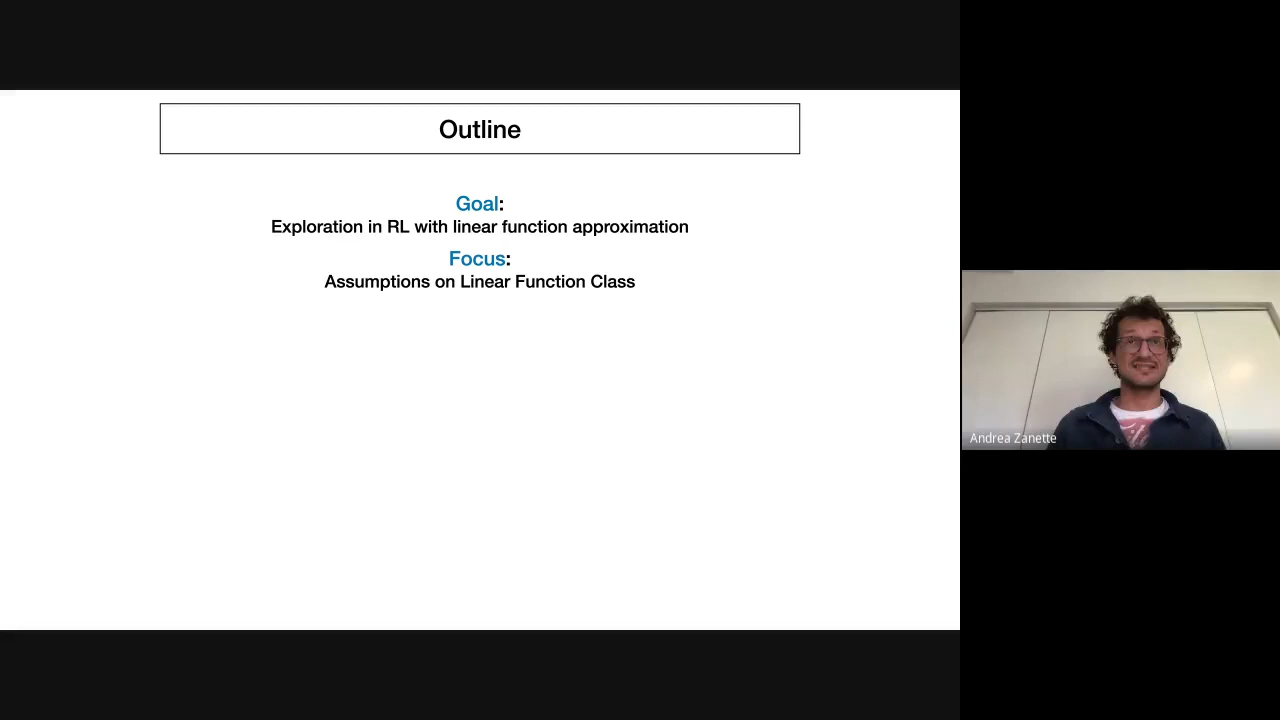 Outline
Goal:
Exploration in RL with linear function approximation
Focus:
Assumptions on Linear Function Class
Andrea Zanette